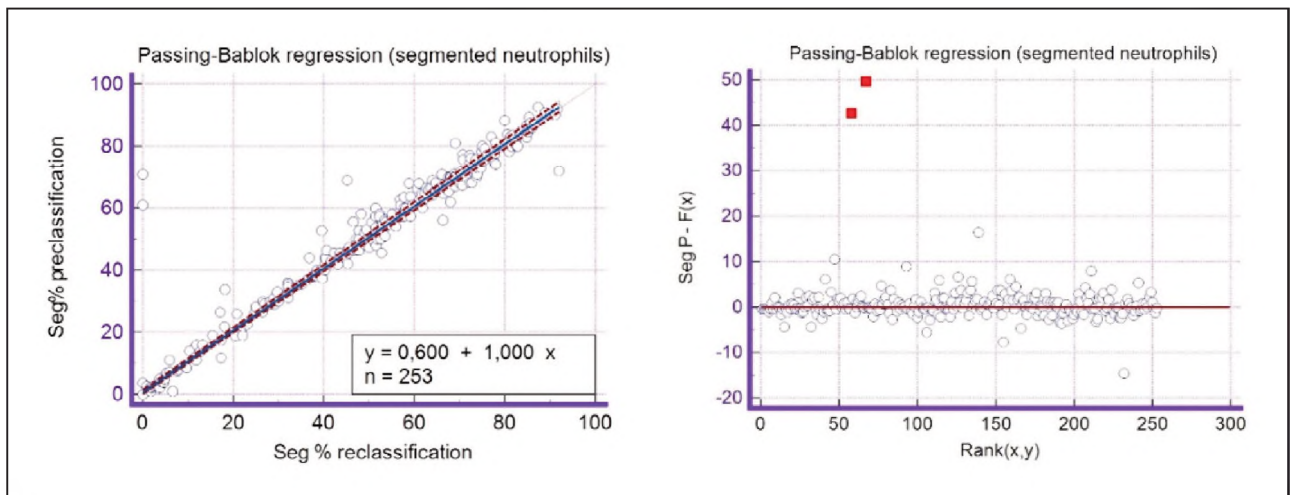 Passing-Bablok regression (segmented neutrophils)
100
80
60
40
20
0
Seg% preclassification
y = 0,600 + 1,000 x
n = 253
0 20 40 60 80 100
Seg % reclassification
Passing-Bablok regression (segmented neutrophils)
50
40
30
20
10
0
-10
-20
Seg P - F(x)
0 50 100 150 200 250 300
Rank(x,y)